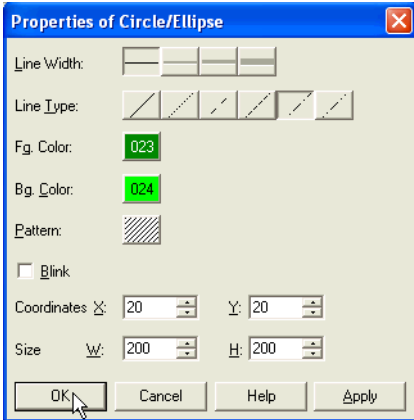 Properties of Circle/Ellipse
Line Width:
Line Type:
Fg. Color: 023
Bg. Color: 024
Pattern:
Blink
Coordinates X: 20 Y: 20
Size W: 200 H: 200
OK Cancel Help Apply